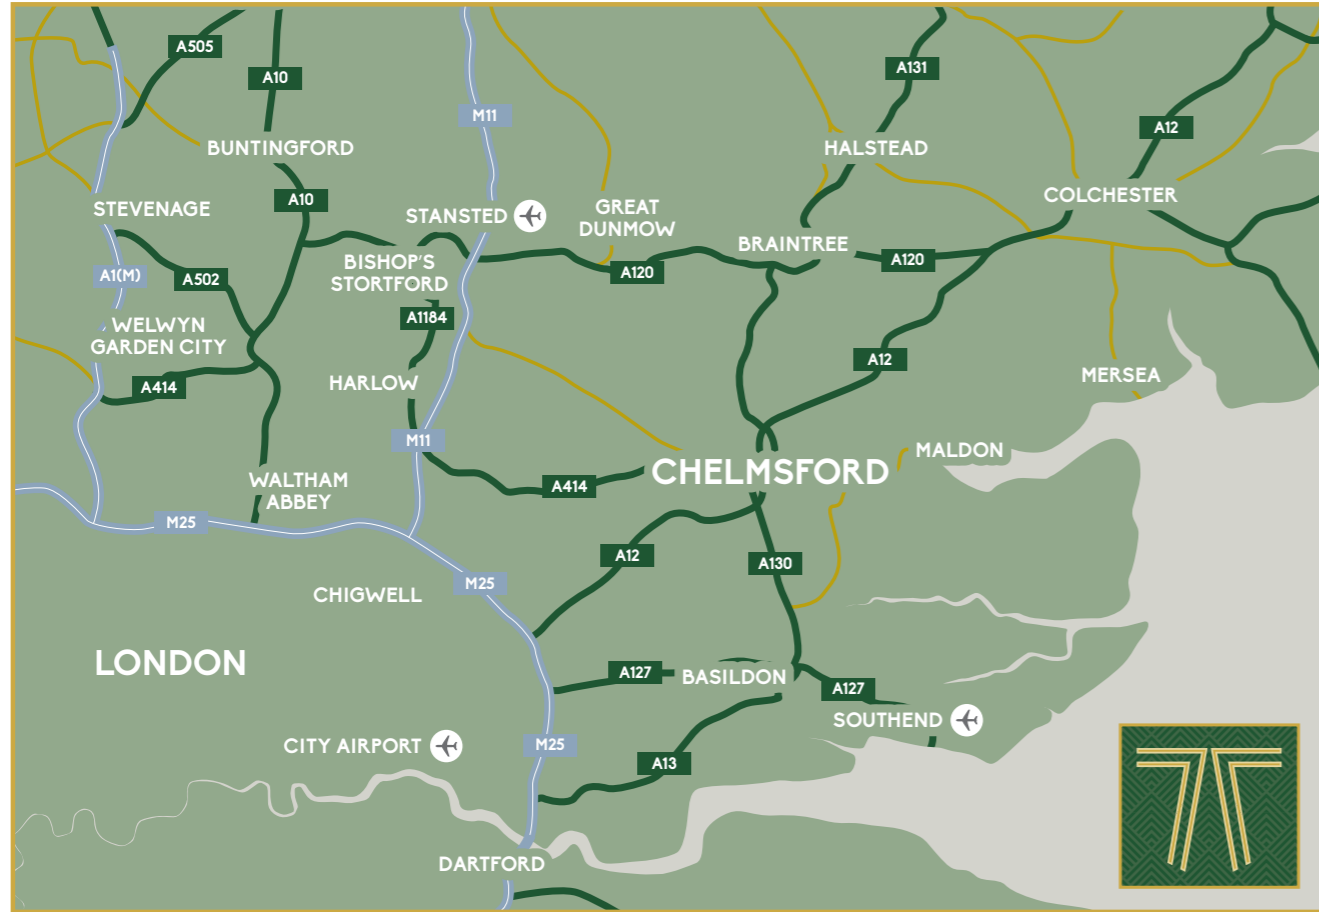 A505
A10
A131
M11
A12
BUNTINGFORD
HALSTEAD
COLCHESTER
A10
STEVENAGE
STANSTED
GREAT
DUNMOW
BRAINTREE
A120
A120
A1(M)
A502
BISHOP'S
STORTFORD
A1184
WELWYN
GARDEN CITY
A12
A414
HARLOW
MERSEA
M11
MALDON
CHELMSFORD
A414
WALTHAM
ABBEY
M25
A12
A130
CHIGWELL
M25
LONDON
A127
BASILDON
A127
SOUTHEND
CITY AIRPORT
M25
A13
DARTFORD